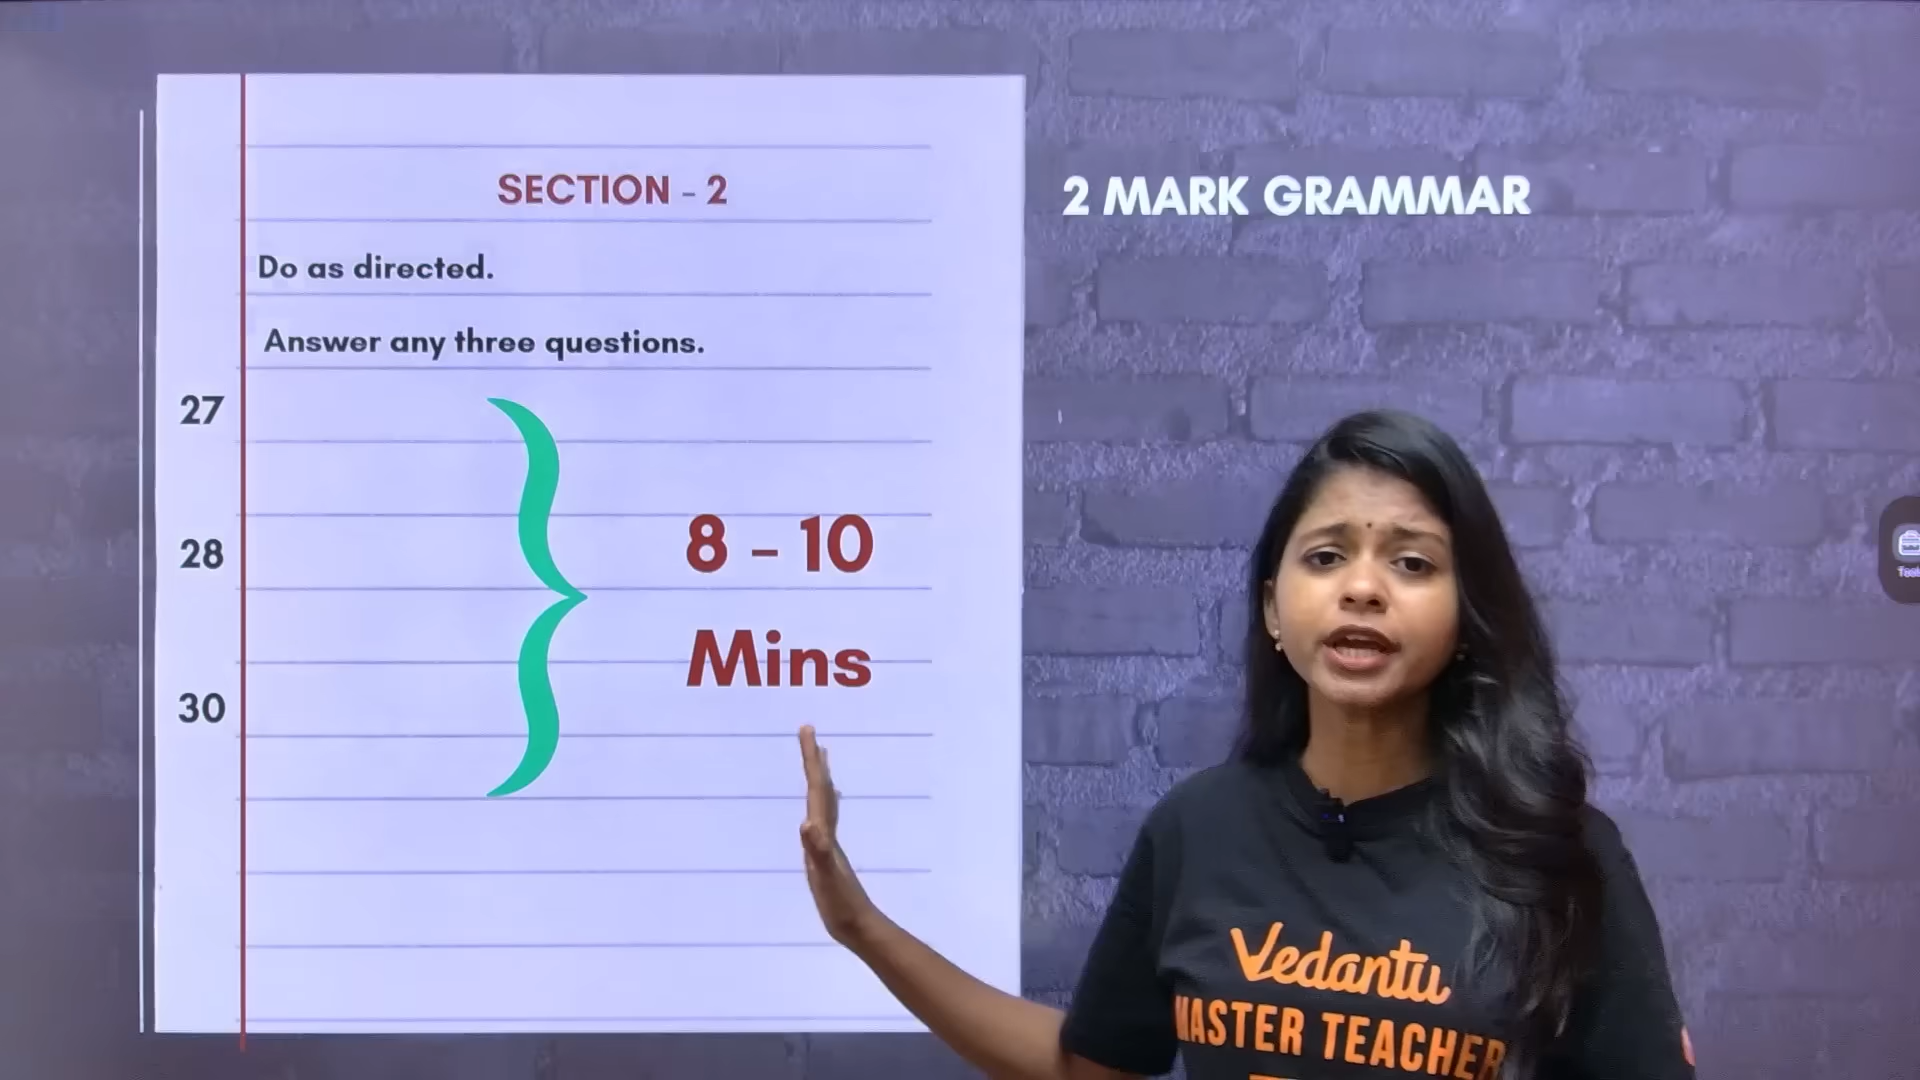 SECTION - 2
2 MARK GRAMMAR
Do as directed.
Answer any three questions.
27
28
8 - 10
Mins
30
Vedantu
MASTER TEACHER